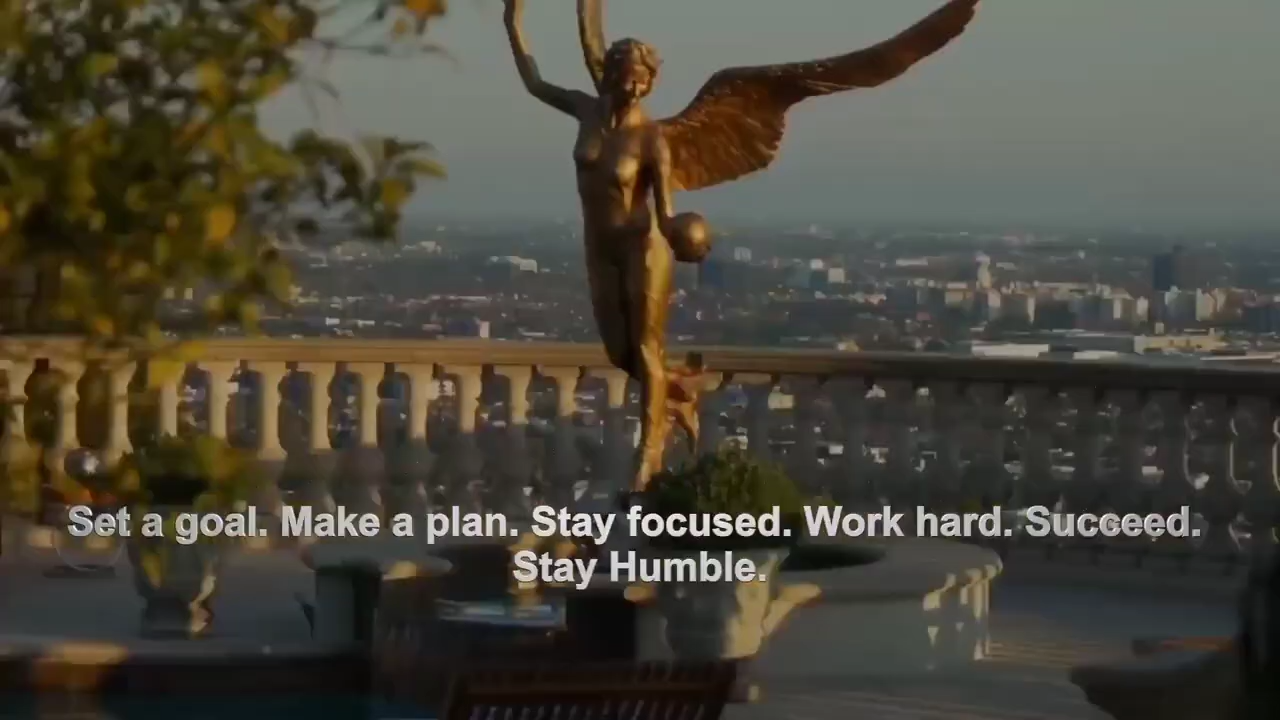 Set a goal. Make a plan. Stay focused. Work hard. Succeed.
Stay Humble.